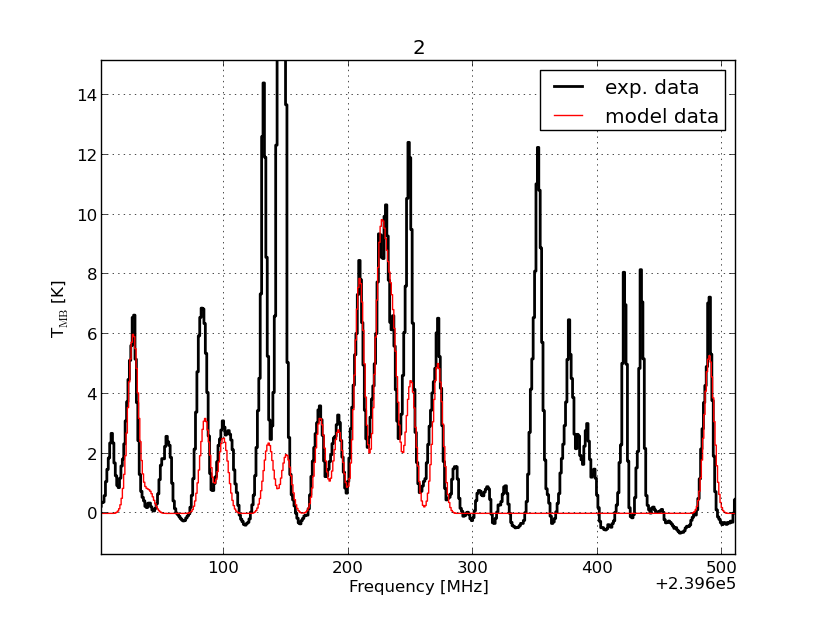 2
exp. data
model data
14
12
10
8
6
4
2
0
T_MB [K]
100
200
300
400
500
Frequency [MHz]
+2.396e5